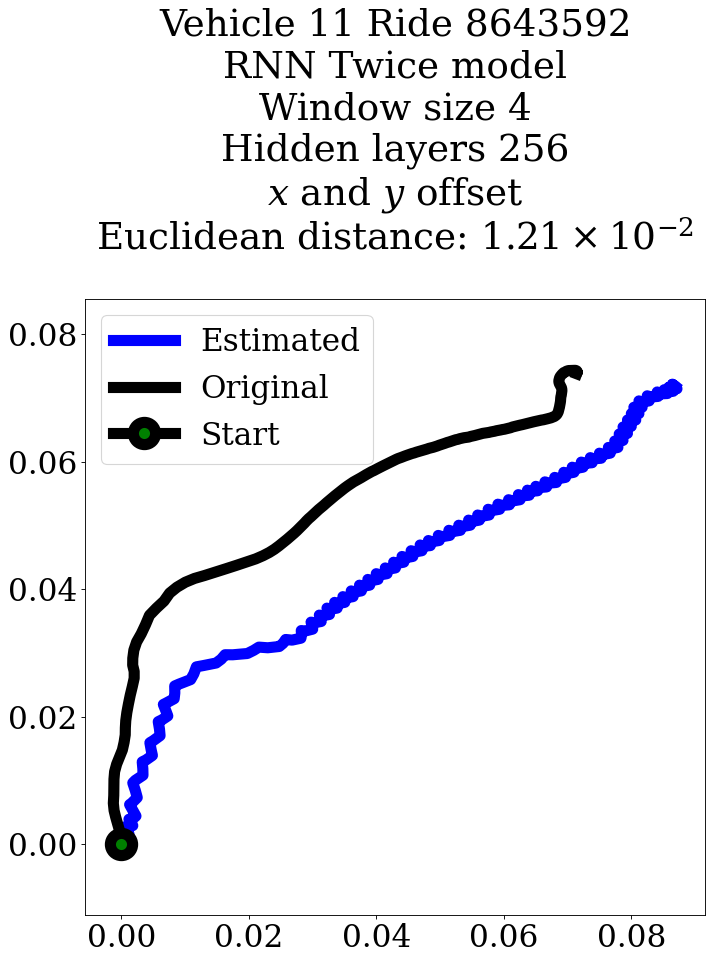 Vehicle 11 Ride 8643592
RNN Twice model
Window size 4
Hidden layers 256
x and y offset
Euclidean distance: 1.21 × 10⁻²
Estimated
Original
Start
0.08
0.06
0.04
0.02
0.00
0.00 0.02 0.04 0.06 0.08